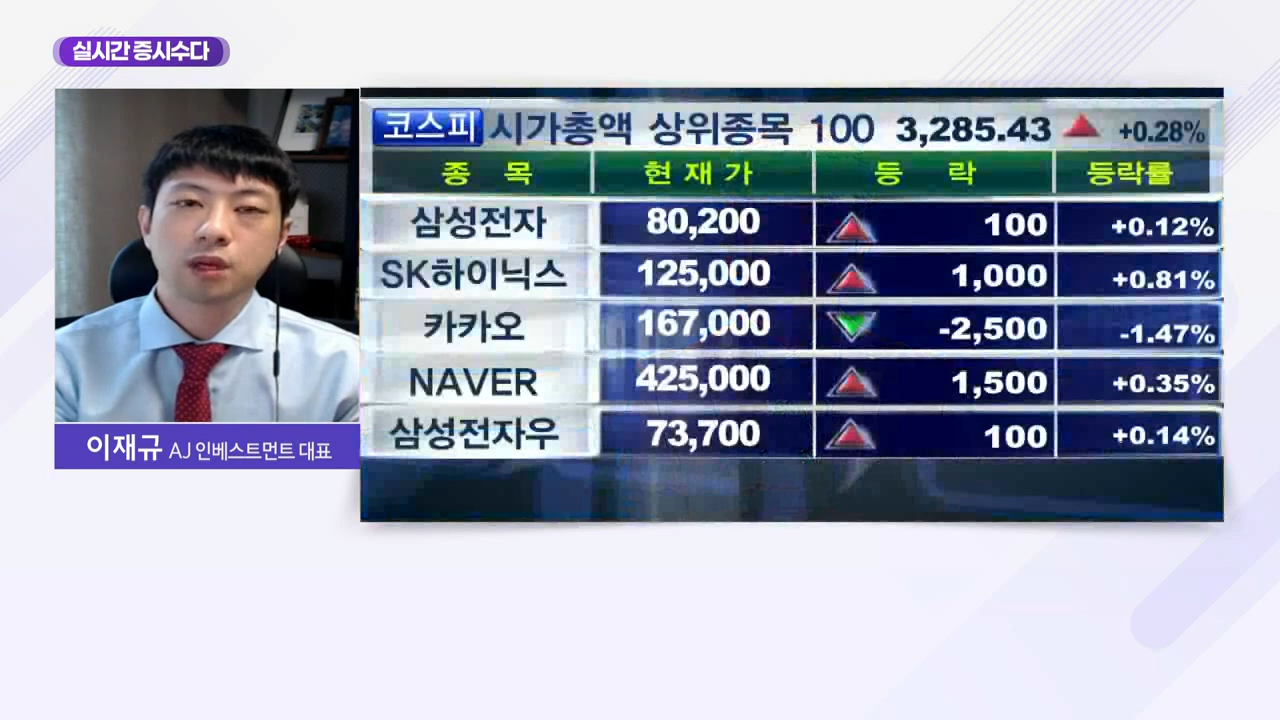 실시간 증시수다
코스피 시가총액 상위종목 100 3,285.43 +0.28%
종 목 현재가 등 락 등락률
삼성전자 80,200 100 +0.12%
SK하이닉스 125,000 1,000 +0.81%
카카오 167,000 -2,500 -1.47%
NAVER 425,000 1,500 +0.35%
삼성전자우 73,700 100 +0.14%
이재규 AJ 인베스트먼트 대표